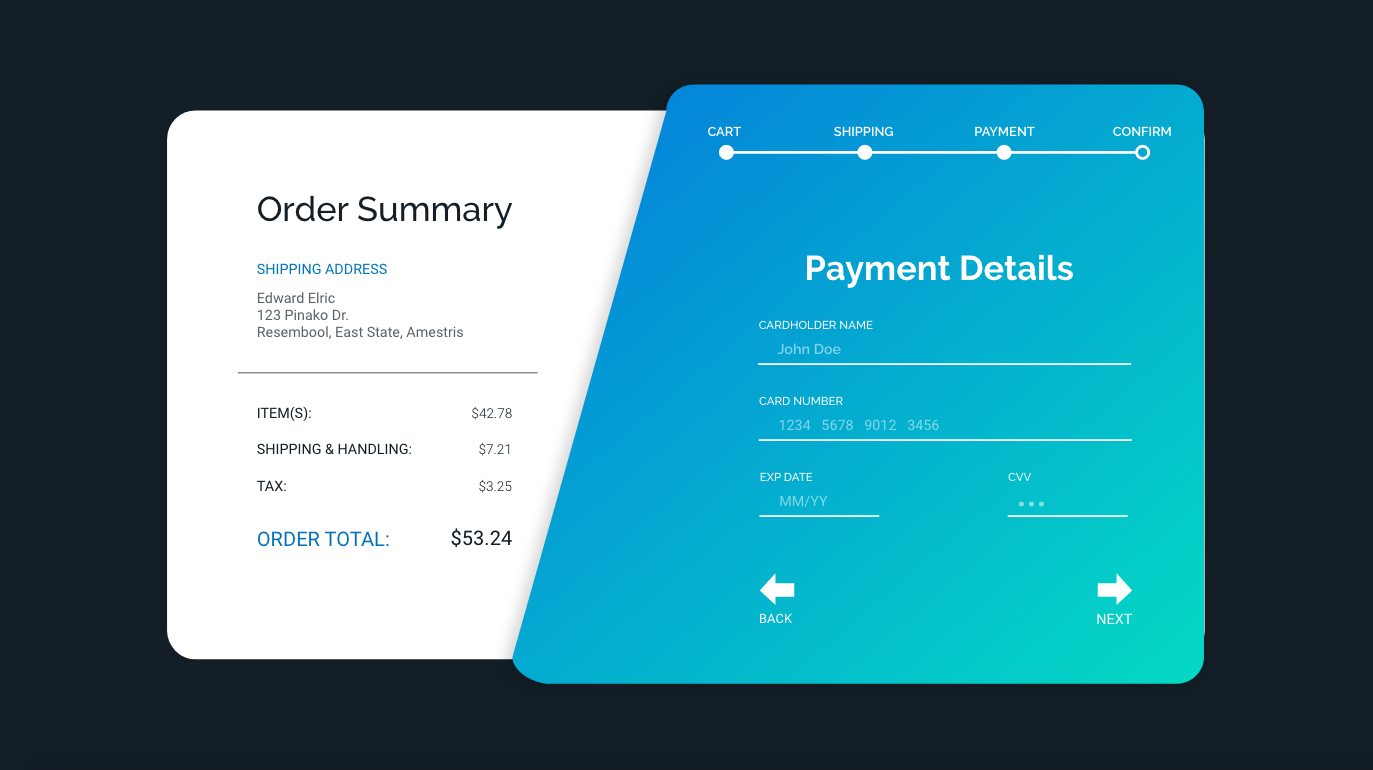 Order Summary
SHIPPING ADDRESS
Edward Elric
123 Pinako Dr.
Resembool, East State, Amestris
ITEM(S): $42.78
SHIPPING & HANDLING: $7.21
TAX: $3.25
ORDER TOTAL: $53.24
CART SHIPPING PAYMENT CONFIRM
Payment Details
CARDHOLDER NAME
John Doe
CARD NUMBER
1234 5678 9012 3456
EXP DATE CVV
MM/YY •••
BACK NEXT